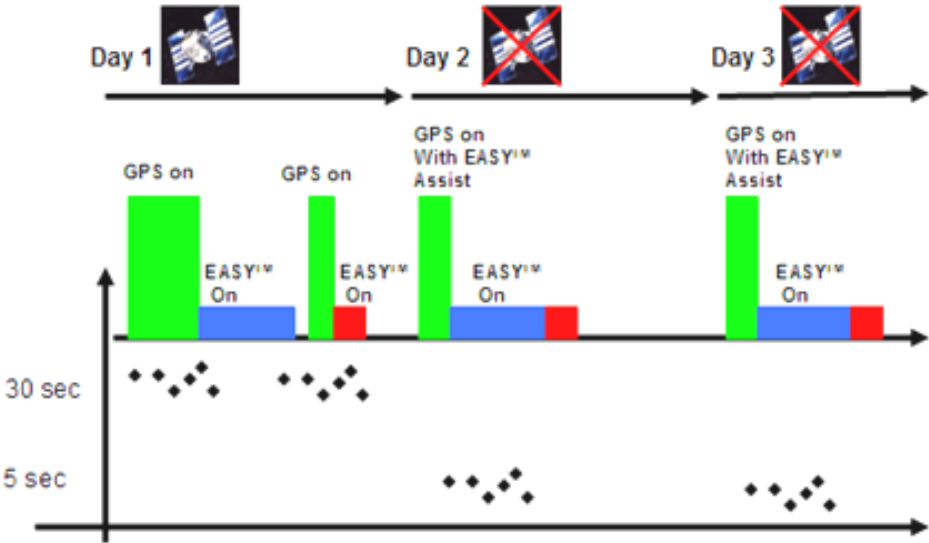 Day 1
Day 2
Day 3
GPS on
GPS on
GPS on
With EASY™
Assist
GPS on
With EASY™
Assist
EASY™
On
EASY™
On
EASY™
On
EASY™
On
30 sec
5 sec